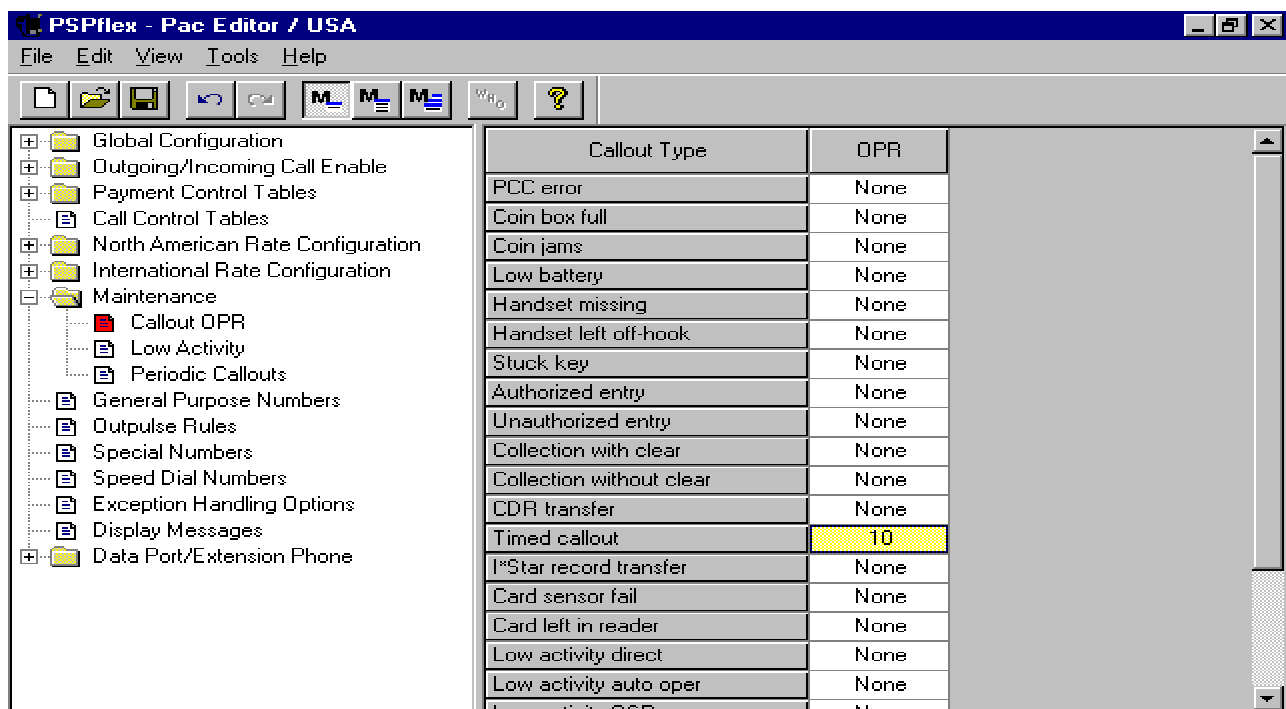 PSPflex - Pac Editor / USA
File Edit View Tools Help
M M M WHO ?
Global Configuration
Outgoing/Incoming Call Enable
Payment Control Tables
Call Control Tables
North American Rate Configuration
International Rate Configuration
Maintenance
Callout OPR
Low Activity
Periodic Callouts
General Purpose Numbers
Outpulse Rules
Special Numbers
Speed Dial Numbers
Exception Handling Options
Display Messages
Data Port/Extension Phone
Callout Type OPR
PCC error None
Coin box full None
Coin jams None
Low battery None
Handset missing None
Handset left off-hook None
Stuck key None
Authorized entry None
Unauthorized entry None
Collection with clear None
Collection without clear None
CDR transfer None
Timed callout 10
I*Star record transfer None
Card sensor fail None
Card left in reader None
Low activity direct None
Low activity auto oper None